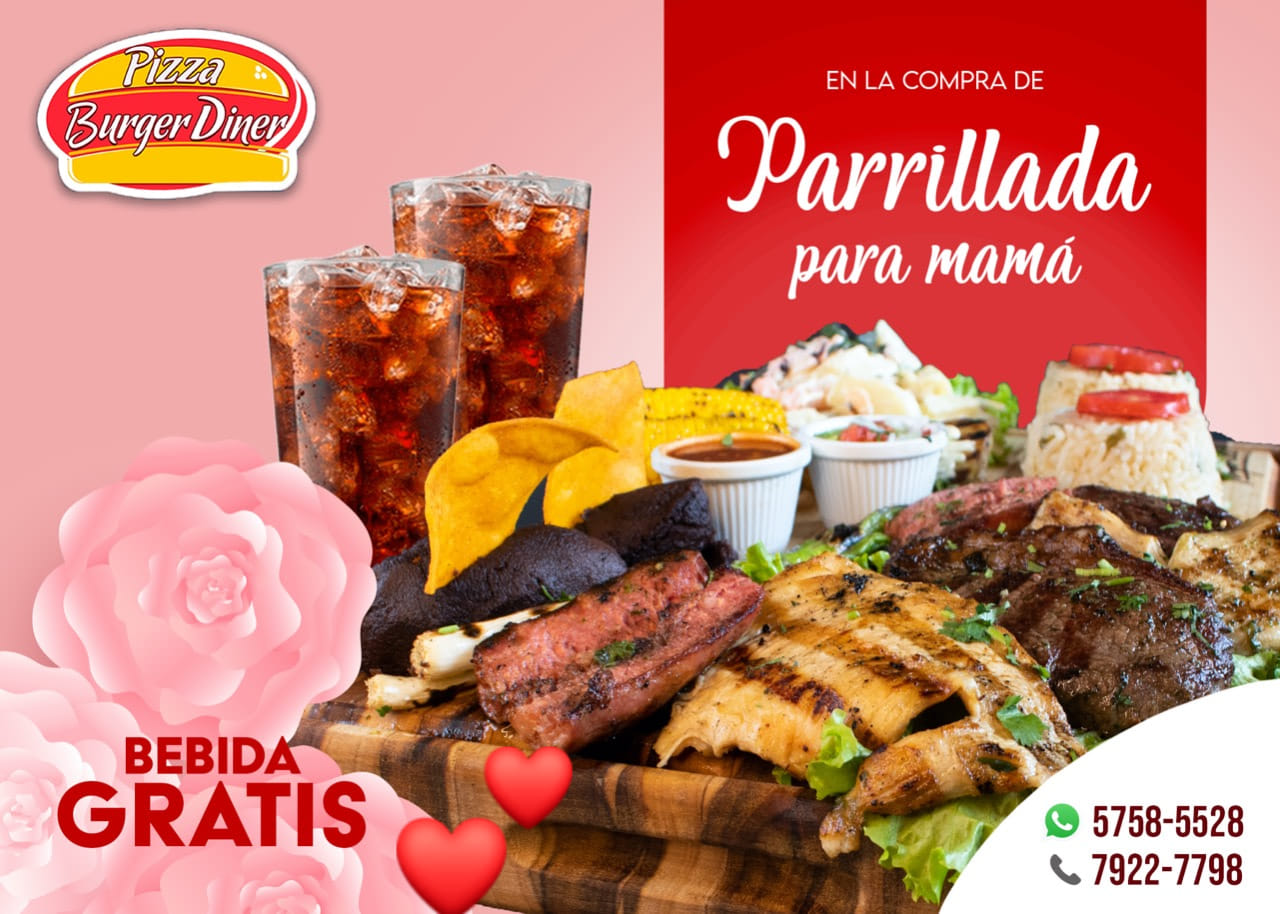 Pizza
Burger Diner
EN LA COMPRA DE
Parrillada
para mamá
BEBIDA
GRATIS
5758-5528
7922-7798